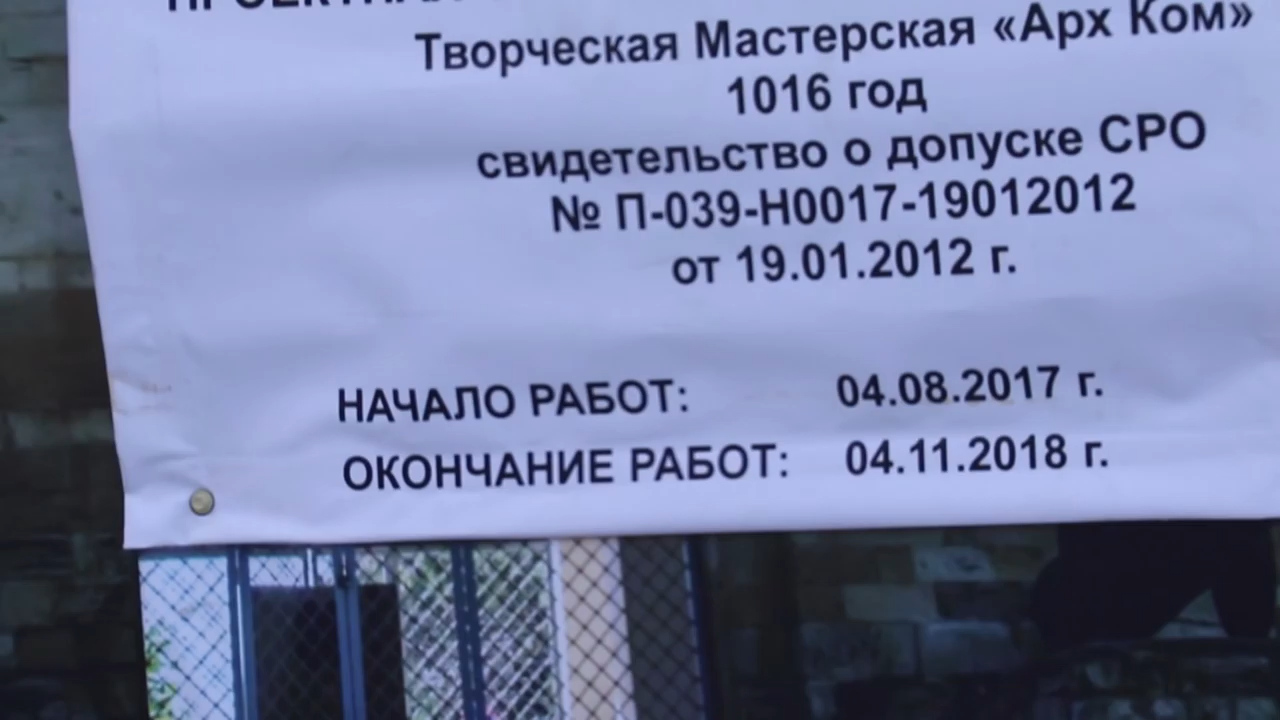 Творческая Мастерская «Арх Ком»
1016 год
свидетельство о допуске СРО
№ П-039-Н0017-19012012
от 19.01.2012 г.
НАЧАЛО РАБОТ: 04.08.2017 г.
ОКОНЧАНИЕ РАБОТ: 04.11.2018 г.